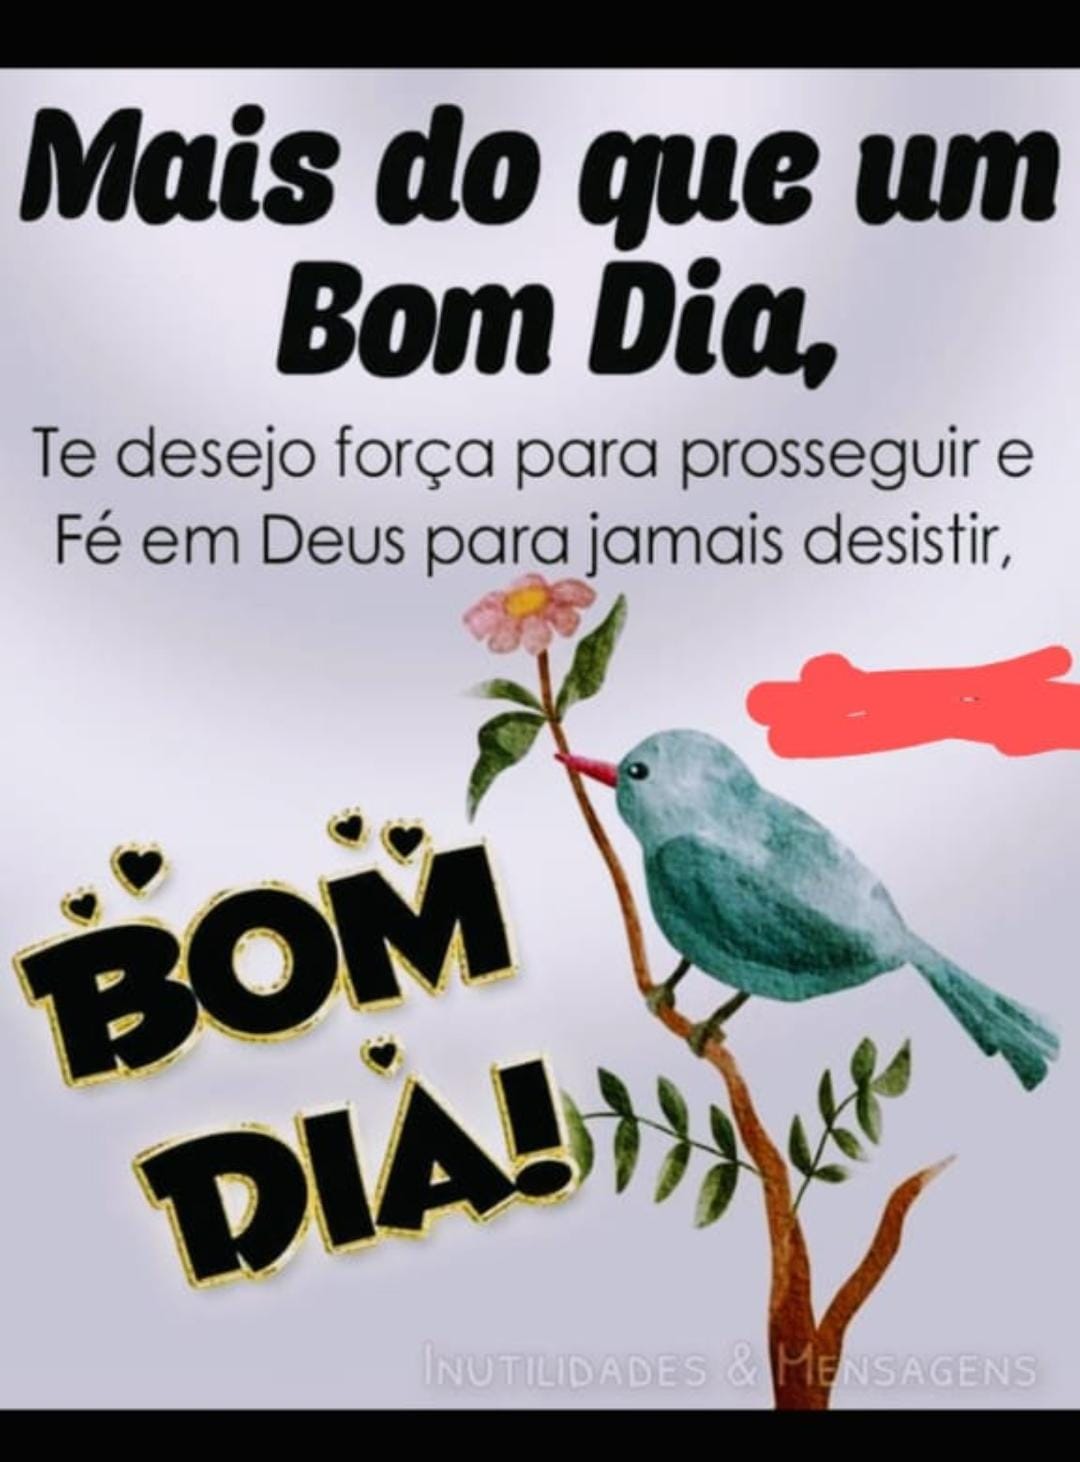 Mais do que um
Bom Dia,
Te desejo força para prosseguir e
Fé em Deus para jamais desistir,
BOM
DIA!
INUTILIDADES & MENSAGENS